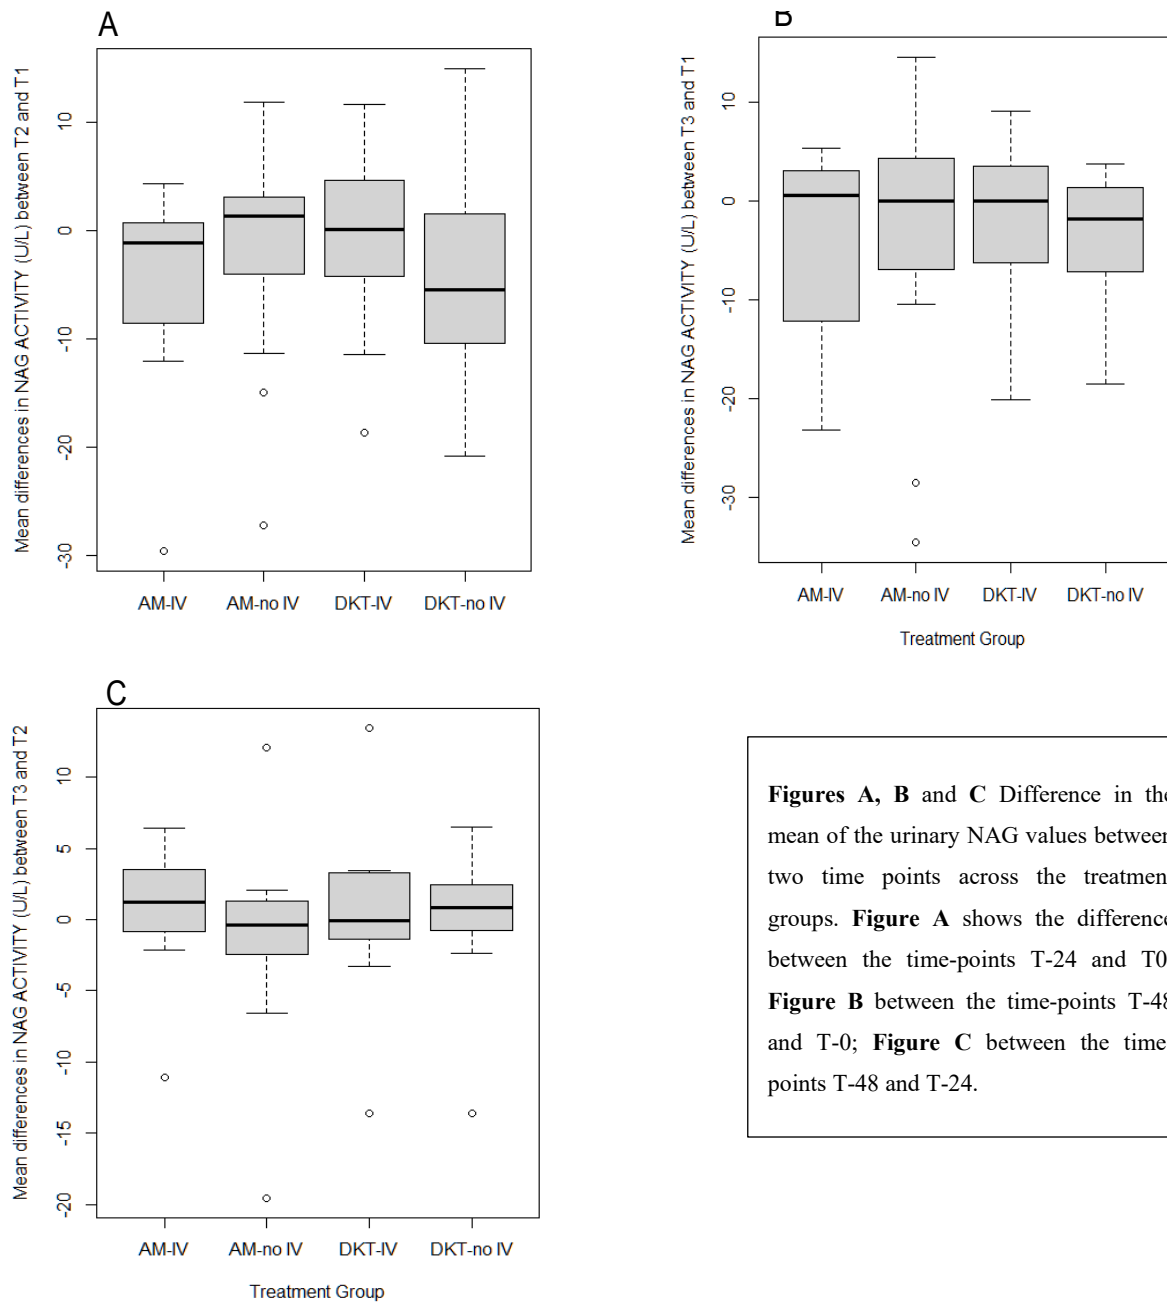 A
Mean differences in NAG ACTIVITY (U/L) between T2 and T1
10
0
-10
-20
-30
AM-IV AM-no IV DKT-IV DKT-no IV
B
Mean differences in NAG ACTIVITY (U/L) between T3 and T1
10
0
-10
-20
-30
AM-IV AM-no IV DKT-IV DKT-no IV
Treatment Group
C
Mean differences in NAG ACTIVITY (U/L) between T3 and T2
10
5
0
-5
-10
-15
-20
AM-IV AM-no IV DKT-IV DKT-no IV
Treatment Group
Figures A, B and C Difference in the
mean of the urinary NAG values between
two time points across the treatment
groups. Figure A shows the difference
between the time-points T-24 and T0
Figure B between the time-points T-48
and T-0; Figure C between the time-
points T-48 and T-24.